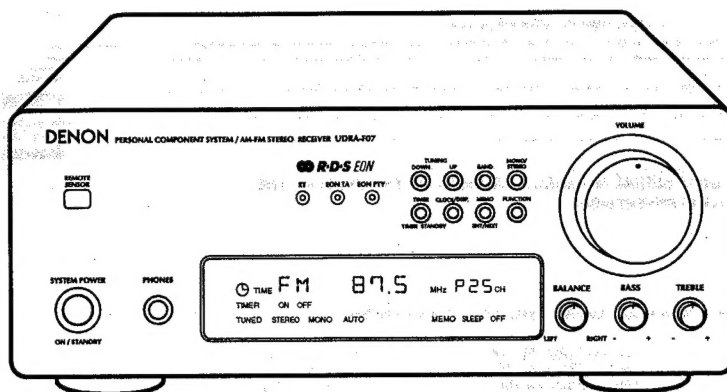 VOLUME
DENON PERSONAL COMPONENT SYSTEM / AM-FM STEREO RECEIVER UDRA-F07
REMOTE SENSOR
R·D·S EON
RT EON TA EON PTY
TUNING
DOWN UP BAND MONO/STEREO
TIMER CLOCK/DISP. MEMO FUNCTION
TIMER STANDBY ENT/NEXT
SYSTEM POWER
ON / STANDBY
PHONES
TIME FM 87.5 MHz P25 CH
TIMER ON OFF
TUNED STEREO MONO AUTO MEMO SLEEP OFF
BALANCE BASS TREBLE
LEFT RIGHT - + - +